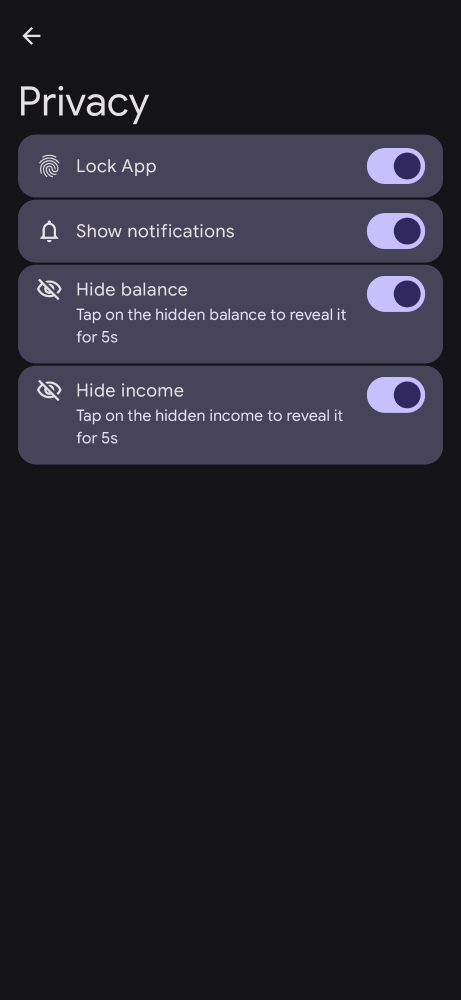 Privacy
Lock App
Show notifications
Hide balance
Tap on the hidden balance to reveal it
for 5s
Hide income
Tap on the hidden income to reveal it
for 5s